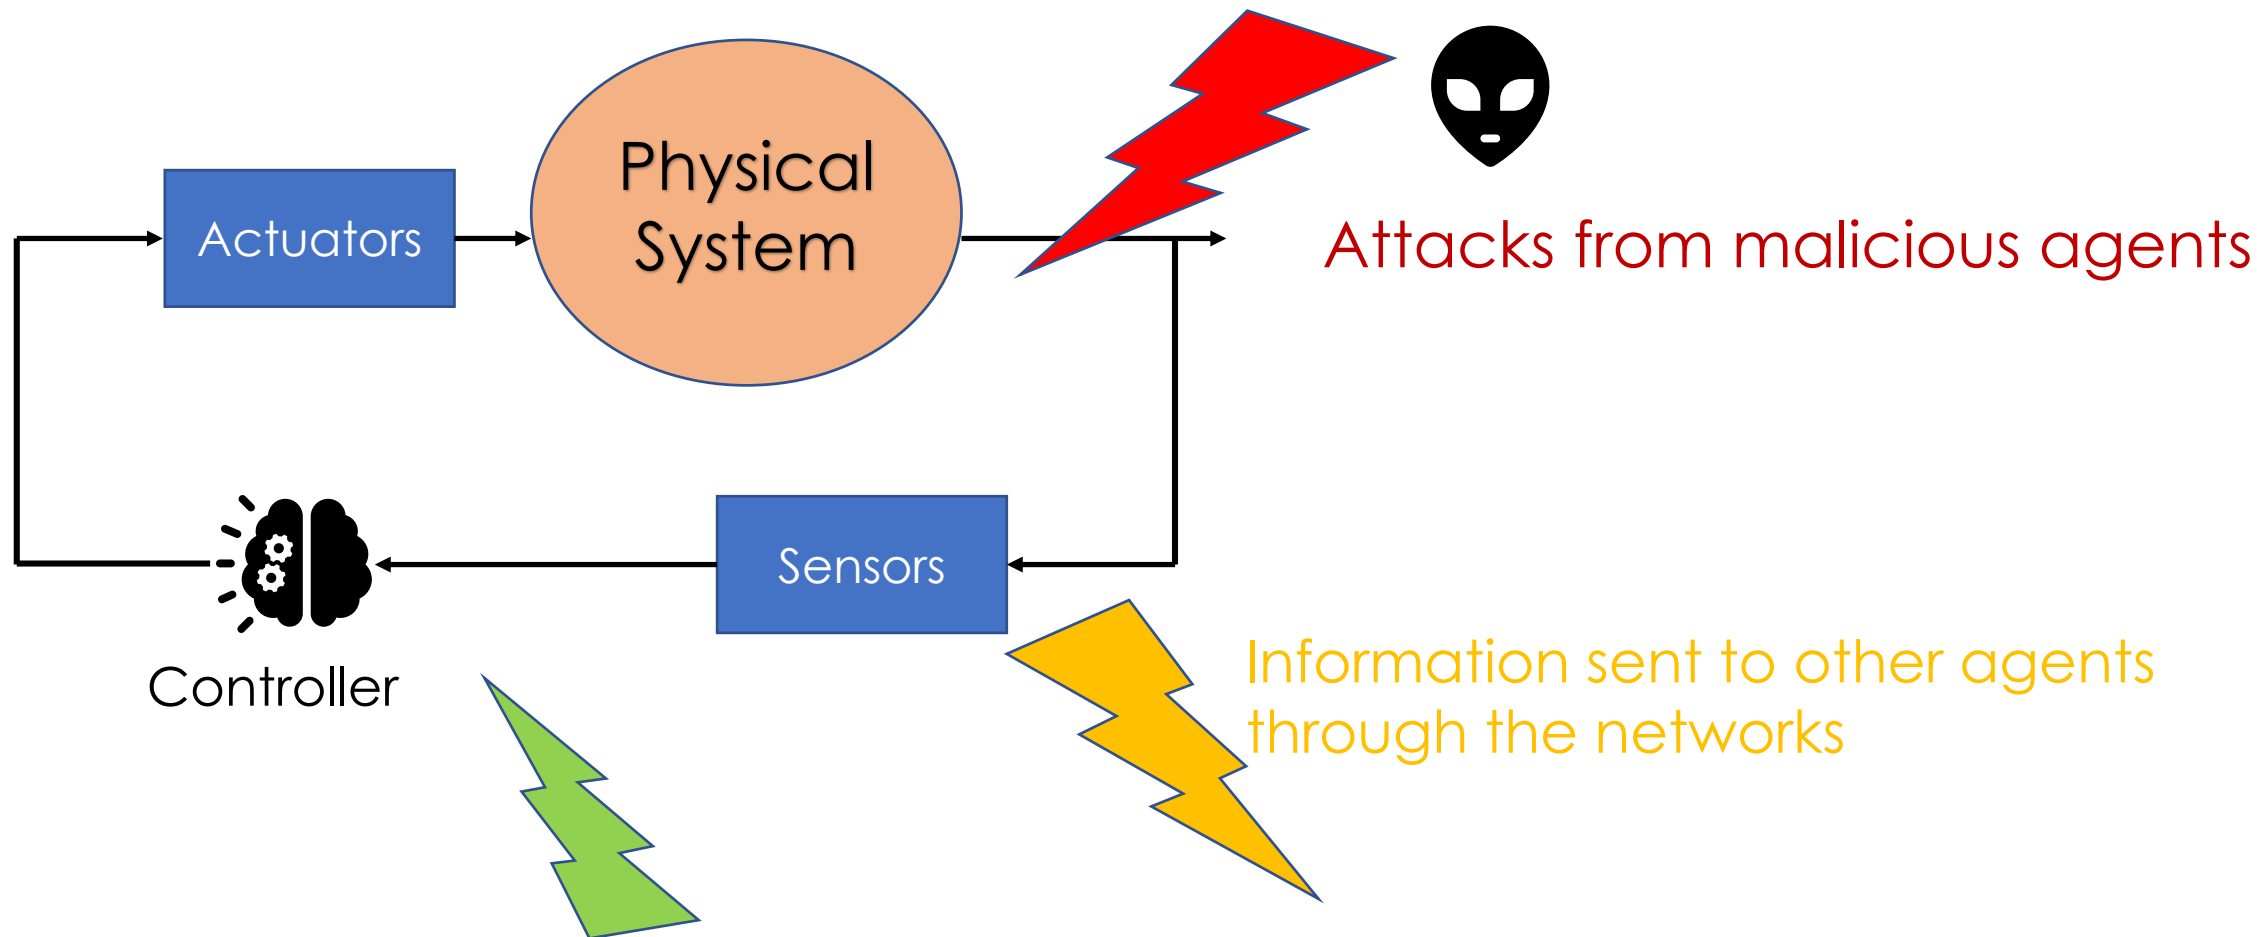 Physical
System
Actuators
Attacks from malicious agents
Sensors
Controller
Information sent to other agents
through the networks